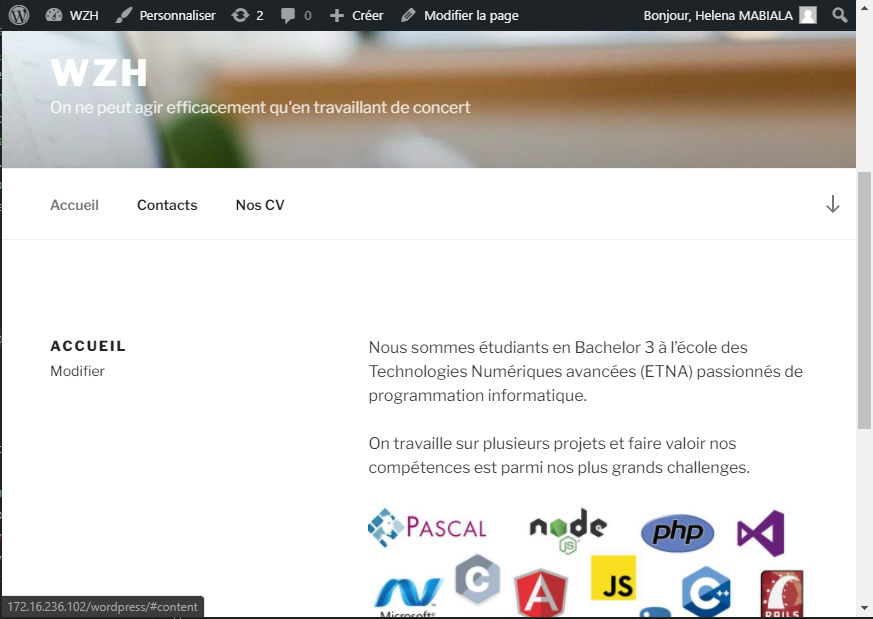 WZH
2
0
Créer
Modifier la page
Personnaliser
Bonjour, Helena MABIALA
WZH
On ne peut agir efficacement qu'en travaillant de concert
Accueil
Contacts
Nos CV
ACCUEIL
Modifier
Nous sommes étudiants en Bachelor 3 à l'école des
Technologies Numériques avancées (ETNA) passionnés de
programmation informatique.
On travaille sur plusieurs projets et faire valoir nos
compétences est parmi nos plus grands challenges.
PASCAL
node
JS
php
C
A
JS
C++
Microsoft
RAILS
172.16.236.102/wordpress/#content